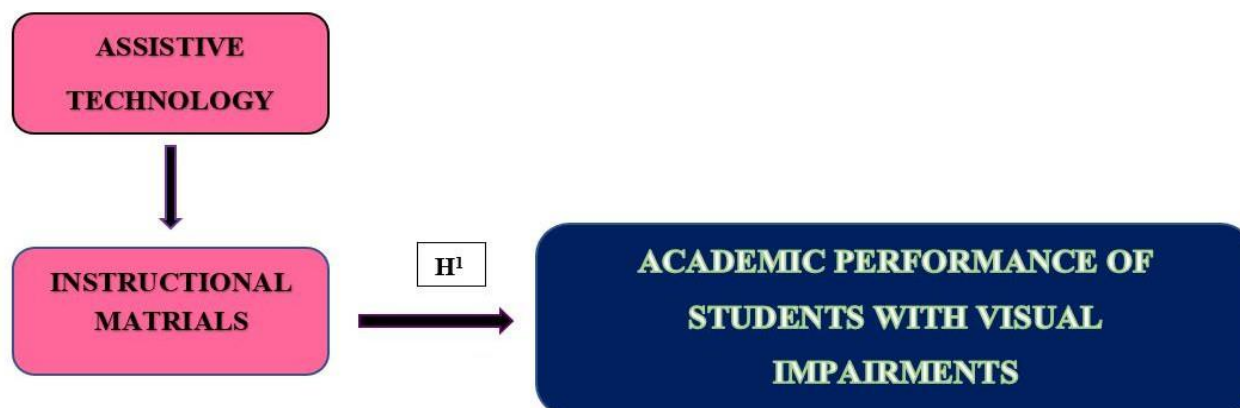 ASSISTIVE
TECHNOLOGY
INSTRUCTIONAL
MATRIALS
H¹
ACADEMIC PERFORMANCE OF
STUDENTS WITH VISUAL
IMPAIRMENTS